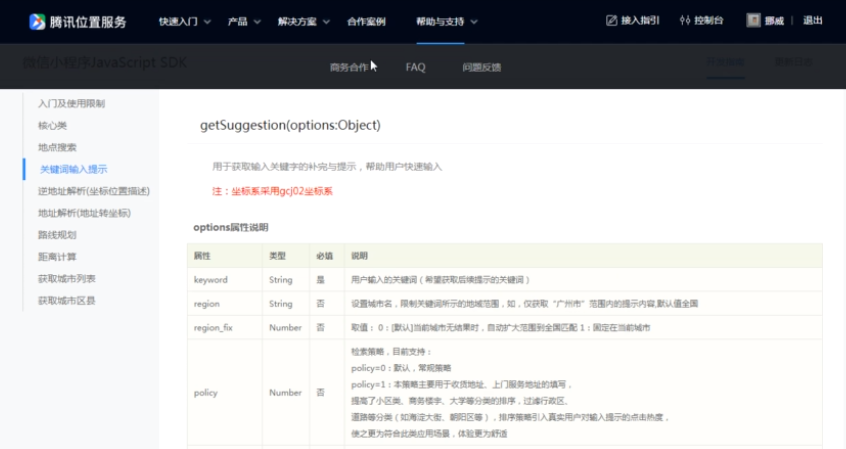 腾讯位置服务
快速入门 产品 解决方案 合作案例 帮助与支持 接入指引 控制台 挪威 退出
微信小程序JavaScript SDK
商务合作 FAQ 问题反馈
入门及使用限制
核心类
地点搜索
关键词输入提示
逆地址解析(坐标位置描述)
地址解析(地址转坐标)
路线规划
距离计算
获取城市列表
获取城市区县
getSuggestion(options:Object)
用于获取输入关键字的补完与提示，帮助用户快速输入
注：坐标系采用gcj02坐标系
options属性说明
属性 类型 必填 说明
keyword String 是 用户输入的关键词（希望获取后续提示的关键词）
region String 否 设置城市名，限制关键词所示的地域范围，如，仅获取“广州市”范围内的提示内容,默认值全国
region_fix Number 否 取值： 0：[默认]当前城市无结果时，自动扩大范围到全国匹配 1：固定在当前城市
policy Number 否 检索策略，目前支持：
policy=0：默认，常规策略
policy=1：本策略主要用于收货地址、上门服务地址的填写，
提高了小区类、商务楼宇、大学等分类的排序，过滤行政区、
道路等分类（如海淀大街、朝阳区等），排序策略引入真实用户对输入提示的点击热度，
使之更为符合此类应用场景，体验更为舒适